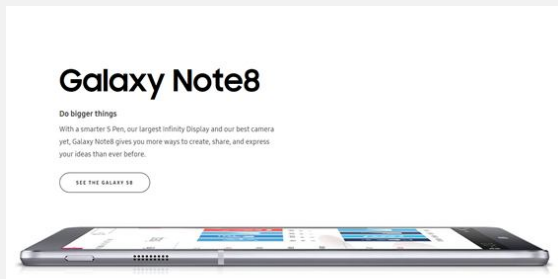 Galaxy Note8
Do bigger things
With a smarter S Pen, our largest Infinity Display and our best camera
yet, Galaxy Note8 gives you more ways to create, share, and express
your ideas than ever before.
SEE THE GALAXY S8